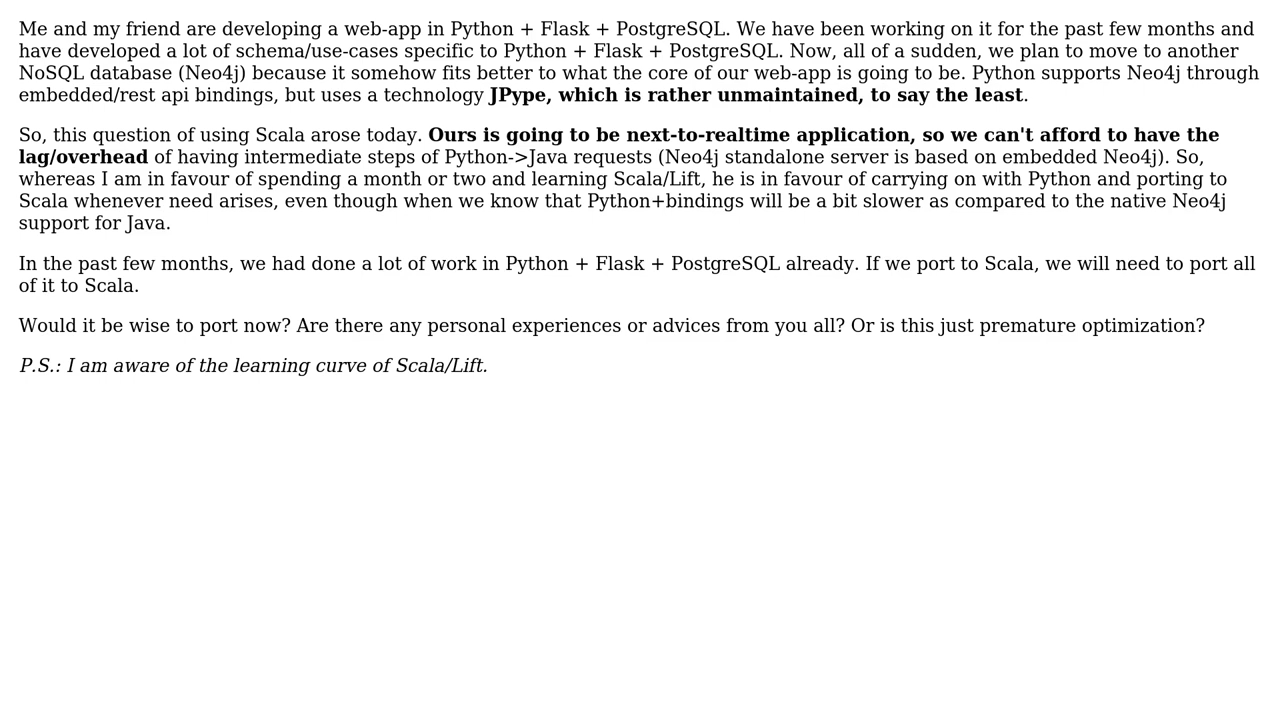 Me and my friend are developing a web-app in Python + Flask + PostgreSQL. We have been working on it for the past few months and
have developed a lot of schema/use-cases specific to Python + Flask + PostgreSQL. Now, all of a sudden, we plan to move to another
NoSQL database (Neo4j) because it somehow fits better to what the core of our web-app is going to be. Python supports Neo4j through
embedded/rest api bindings, but uses a technology JPype, which is rather unmaintained, to say the least.
So, this question of using Scala arose today. Ours is going to be next-to-realtime application, so we can't afford to have the
lag/overhead of having intermediate steps of Python->Java requests (Neo4j standalone server is based on embedded Neo4j). So,
whereas I am in favour of spending a month or two and learning Scala/Lift, he is in favour of carrying on with Python and porting to
Scala whenever need arises, even though when we know that Python+bindings will be a bit slower as compared to the native Neo4j
support for Java.
In the past few months, we had done a lot of work in Python + Flask + PostgreSQL already. If we port to Scala, we will need to port all
of it to Scala.
Would it be wise to port now? Are there any personal experiences or advices from you all? Or is this just premature optimization?
P.S.: I am aware of the learning curve of Scala/Lift.